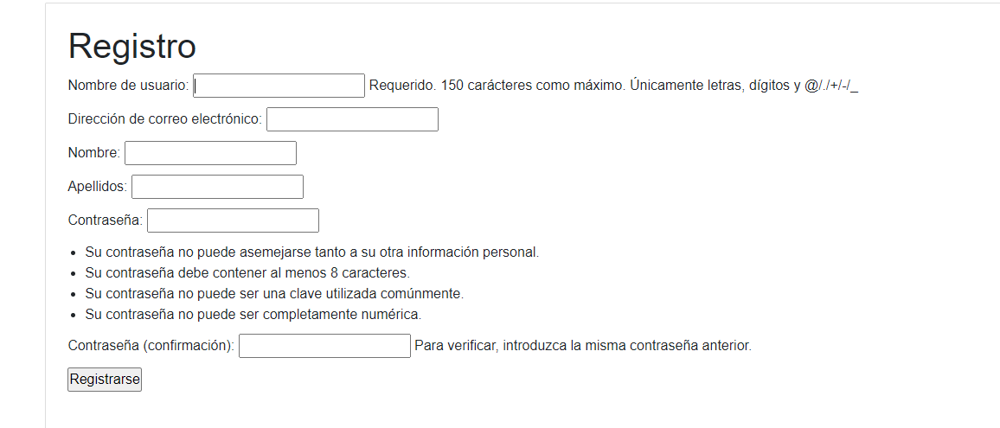 Registro
Nombre de usuario: Requerido. 150 carácteres como máximo. Únicamente letras, dígitos y @/./+/-/_
Dirección de correo electrónico:
Nombre:
Apellidos:
Contraseña:
• Su contraseña no puede asemejarse tanto a su otra información personal.
• Su contraseña debe contener al menos 8 caracteres.
• Su contraseña no puede ser una clave utilizada comúnmente.
• Su contraseña no puede ser completamente numérica.
Contraseña (confirmación): Para verificar, introduzca la misma contraseña anterior.
Registrarse